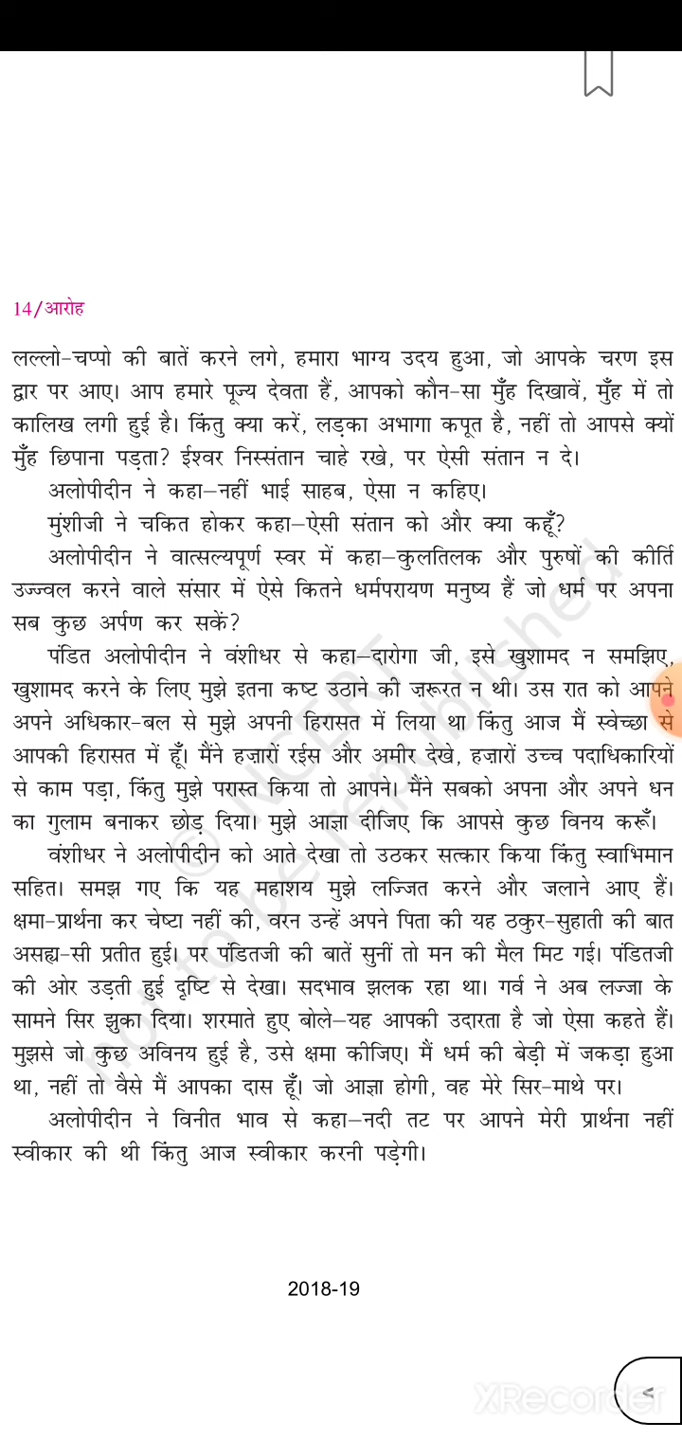 14/आरोह
लल्लो-चप्पो की बातें करने लगे, हमारा भाग्य उदय हुआ, जो आपके चरण इस
द्वार पर आए। आप हमारे पूज्य देवता हैं, आपको कौन-सा मुँह दिखावें, मुँह में तो
कालिख लगी हुई है। किंतु क्या करें, लड़का अभागा कपूत है, नहीं तो आपसे क्यों
मुँह छिपाना पड़ता? ईश्वर निस्संतान चाहे रखे, पर ऐसी संतान न दे।
अलोपीदीन ने कहा–नहीं भाई साहब, ऐसा न कहिए।
मुंशीजी ने चकित होकर कहा–ऐसी संतान को और क्या कहूँ?
अलोपीदीन ने वात्सल्यपूर्ण स्वर में कहा–कुलतिलक और पुरुषों की कीर्ति
उज्ज्वल करने वाले संसार में ऐसे कितने धर्मपरायण मनुष्य हैं जो धर्म पर अपना
सब कुछ अर्पण कर सकें?
पंडित अलोपीदीन ने वंशीधर से कहा–दारोगा जी, इसे खुशामद न समझिए,
खुशामद करने के लिए मुझे इतना कष्ट उठाने की ज़रूरत न थी। उस रात को आपने
अपने अधिकार-बल से मुझे अपनी हिरासत में लिया था किंतु आज मैं स्वेच्छा से
आपकी हिरासत में हूँ। मैंने हज़ारों रईस और अमीर देखे, हज़ारों उच्च पदाधिकारियों
से काम पड़ा, किंतु मुझे परास्त किया तो आपने। मैंने सबको अपना और अपने धन
का गुलाम बनाकर छोड़ दिया। मुझे आज्ञा दीजिए कि आपसे कुछ विनय करूँ।
वंशीधर ने अलोपीदीन को आते देखा तो उठकर सत्कार किया किंतु स्वाभिमान
सहित। समझ गए कि यह महाशय मुझे लज्जित करने और जलाने आए हैं।
क्षमा-प्रार्थना कर चेष्टा नहीं की, वरन उन्हें अपने पिता की यह ठकुर-सुहाती की बात
असह्य-सी प्रतीत हुई। पर पंडितजी की बातें सुनीं तो मन की मैल मिट गई। पंडितजी
की ओर उड़ती हुई दृष्टि से देखा। सदभाव झलक रहा था। गर्व ने अब लज्जा के
सामने सिर झुका दिया। शरमाते हुए बोले–यह आपकी उदारता है जो ऐसा कहते हैं।
मुझसे जो कुछ अविनय हुई है, उसे क्षमा कीजिए। मैं धर्म की बेड़ी में जकड़ा हुआ
था, नहीं तो वैसे मैं आपका दास हूँ। जो आज्ञा होगी, वह मेरे सिर-माथे पर।
अलोपीदीन ने विनीत भाव से कहा–नदी तट पर आपने मेरी प्रार्थना नहीं
स्वीकार की थी किंतु आज स्वीकार करनी पड़ेगी।
© NCERT
not to be republished
2018-19
XRecorder